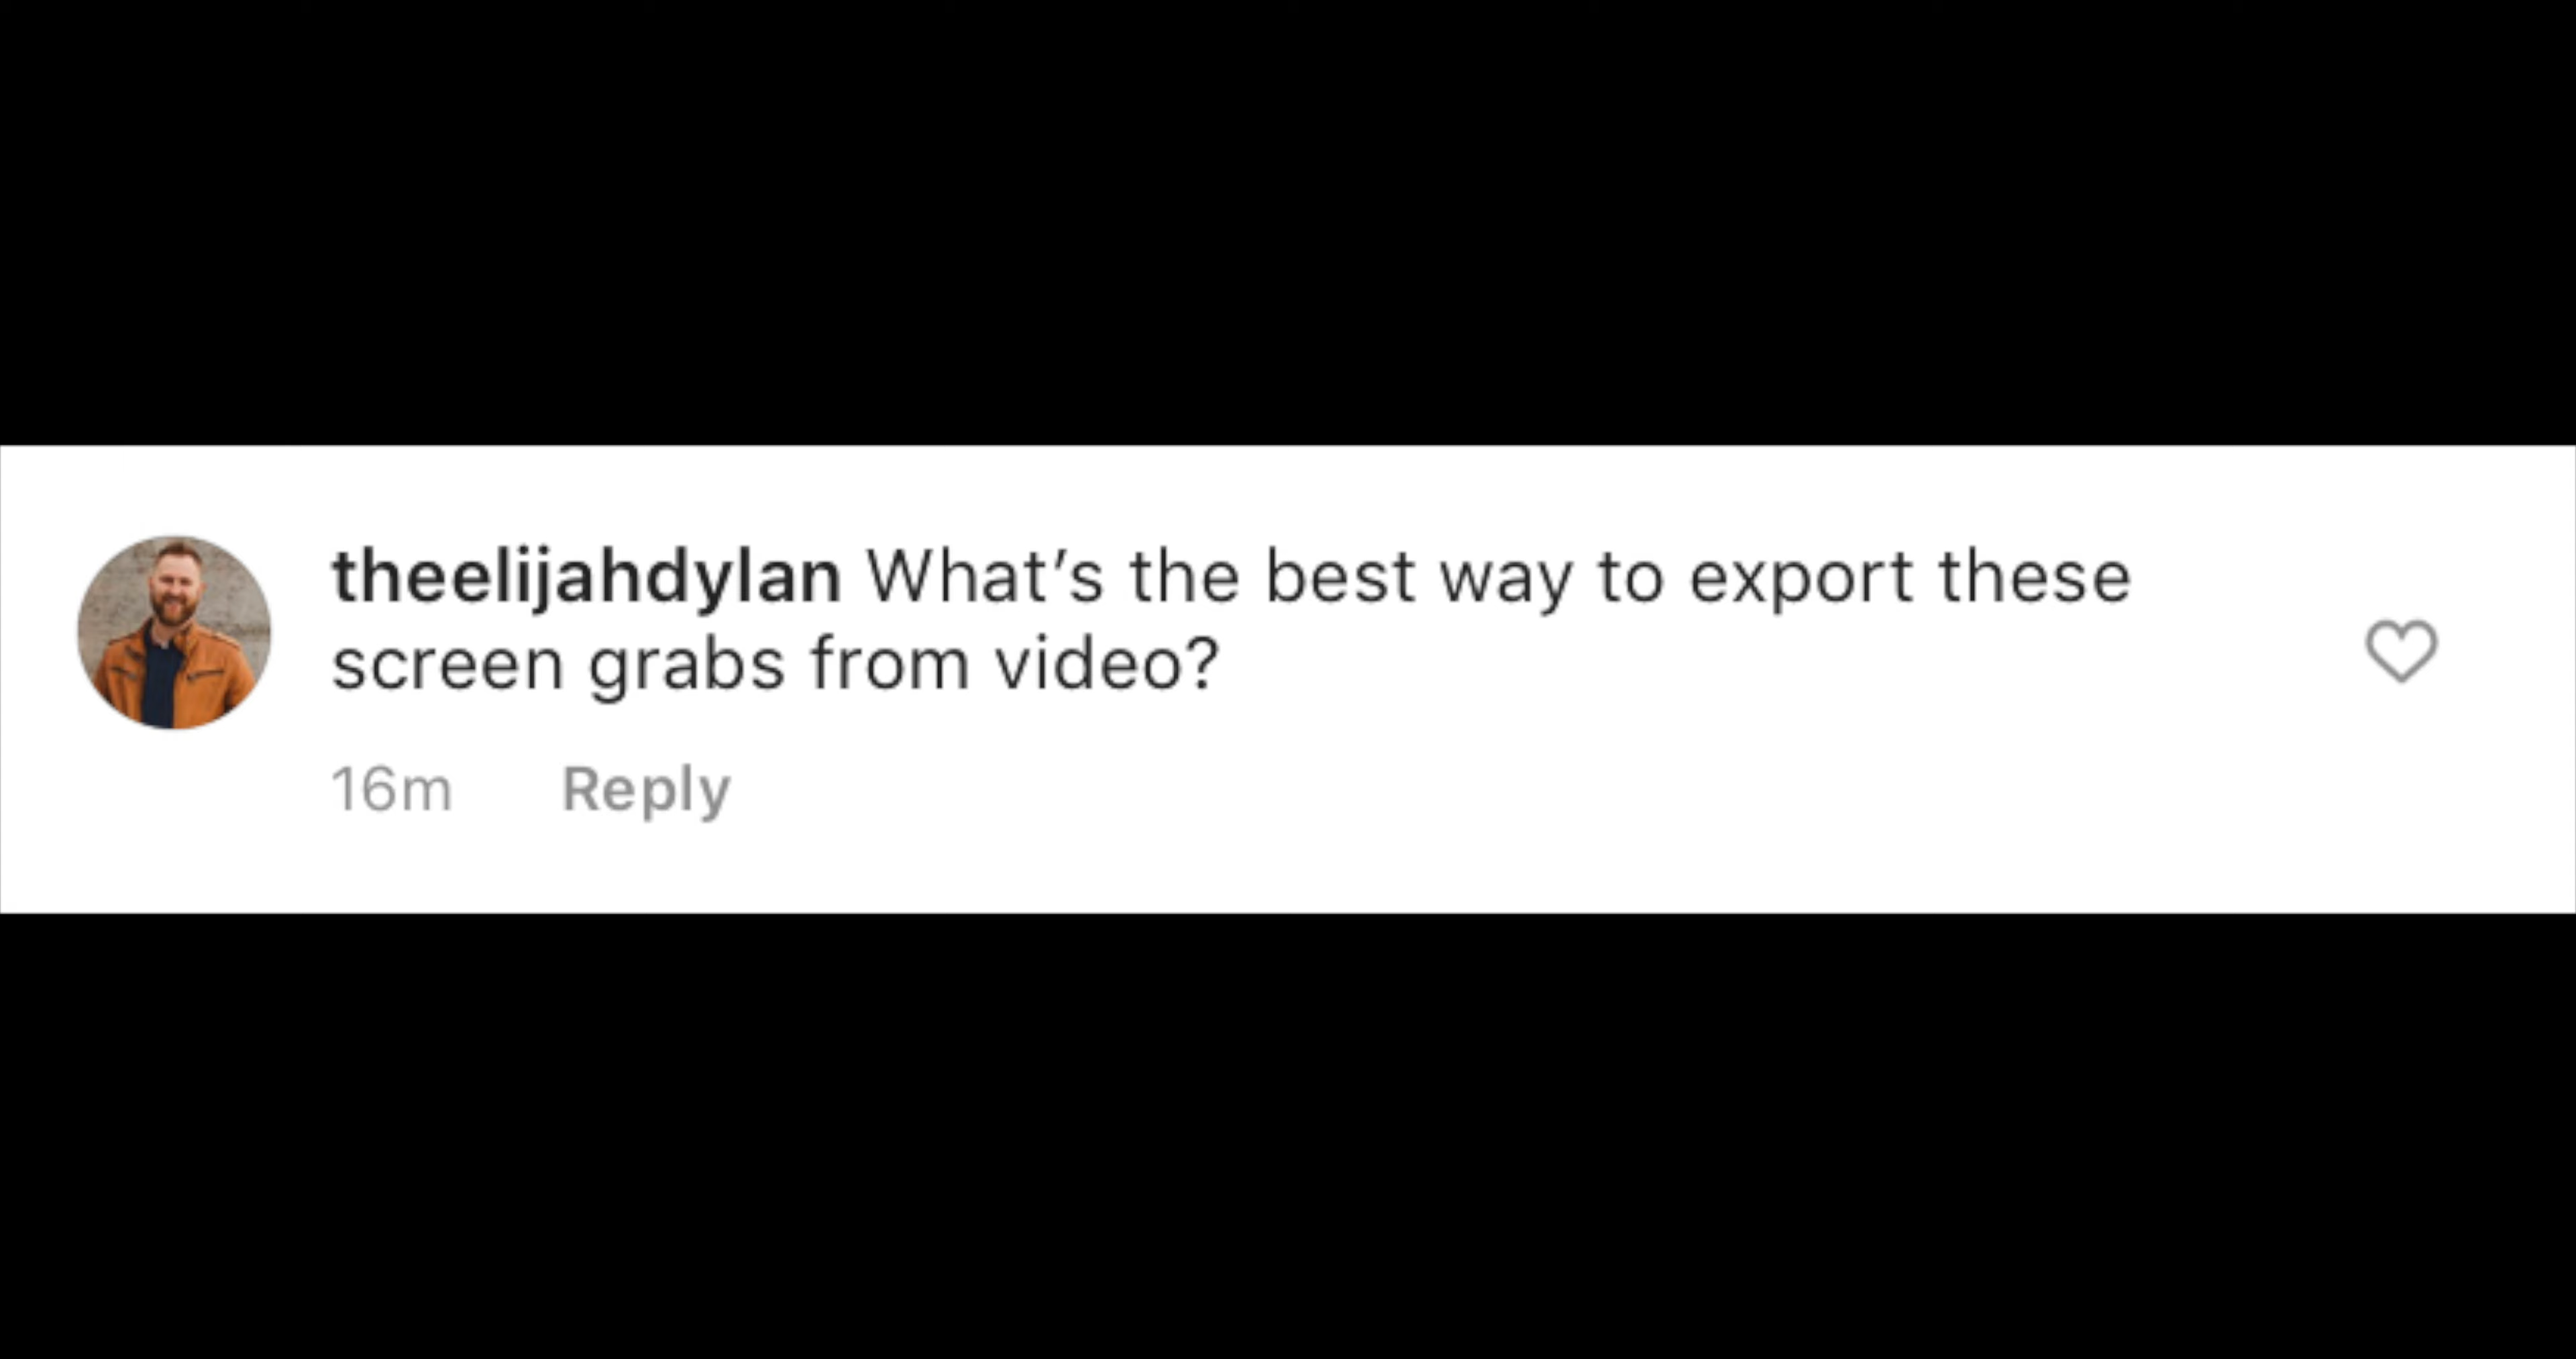 theelijahdylan What’s the best way to export these
screen grabs from video?
16m Reply